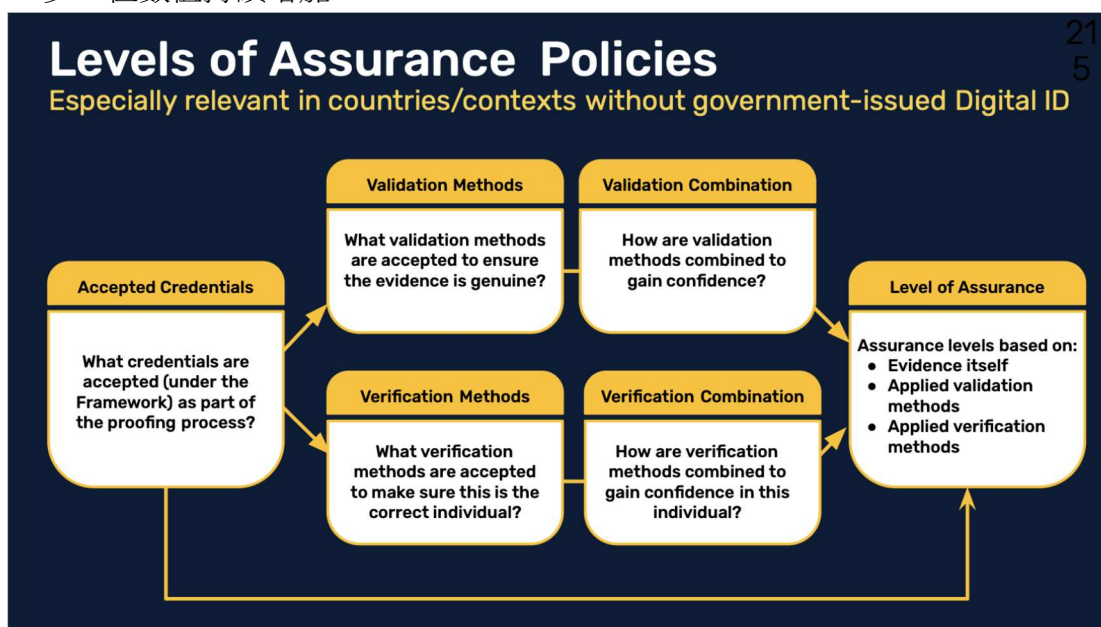 21
5
Levels of Assurance Policies
Especially relevant in countries/contexts without government-issued Digital ID
Accepted Credentials
What credentials are
accepted (under the
Framework) as part of
the proofing process?
Validation Methods
What validation methods
are accepted to ensure
the evidence is genuine?
Validation Combination
How are validation
methods combined to
gain confidence?
Verification Methods
What verification
methods are accepted
to make sure this is the
correct individual?
Verification Combination
How are verification
methods combined to
gain confidence in this
individual?
Level of Assurance
Assurance levels based on:
● Evidence itself
● Applied validation
methods
● Applied verification
methods